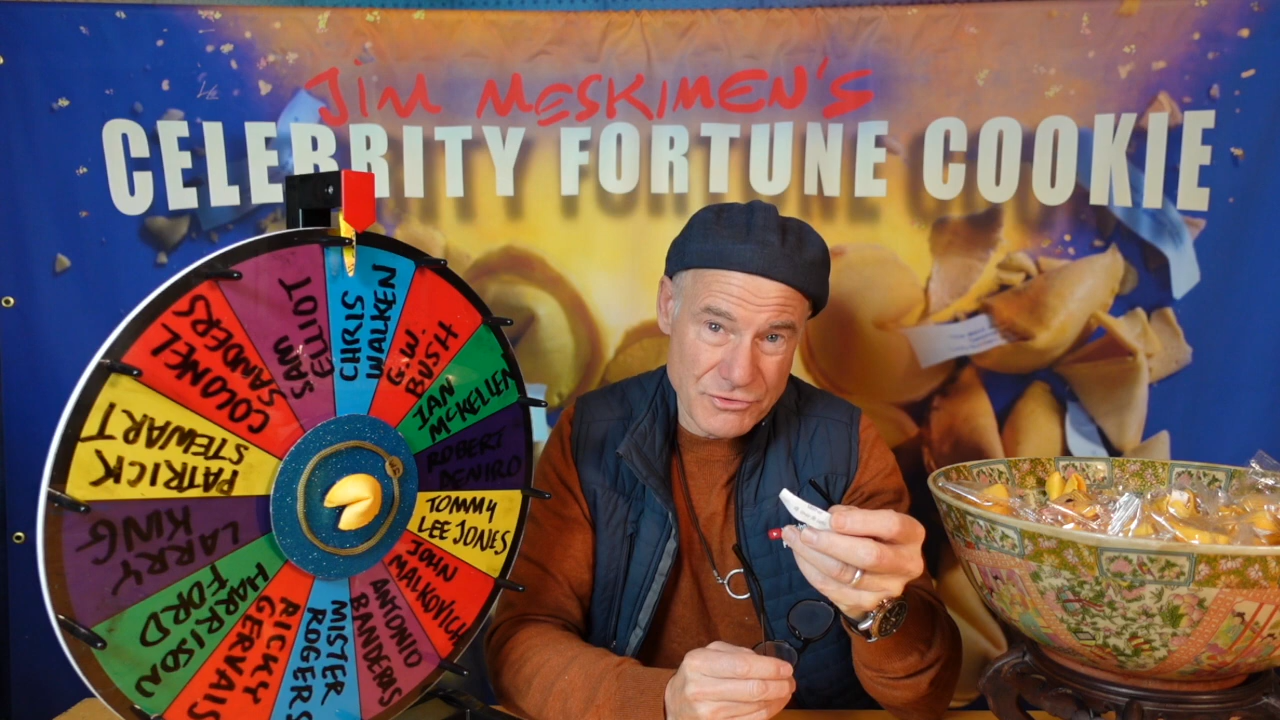 JIM MESKIMEN'S
CELEBRITY FORTUNE COOKIE
CHRIS
WALKEN
G.W.
BUSH
IAN
MCKELLEN
ROBERT
DENIRO
TOMMY
LEE JONES
JOHN
MALKOVICH
ANTONIO
BANDERAS
MISTER
ROGERS
RICKY
GERVAIS
HARRISON
FORD
LARRY
KING
PATRICK
STEWART
COLONEL
SANDERS
SAM
ELLIOT